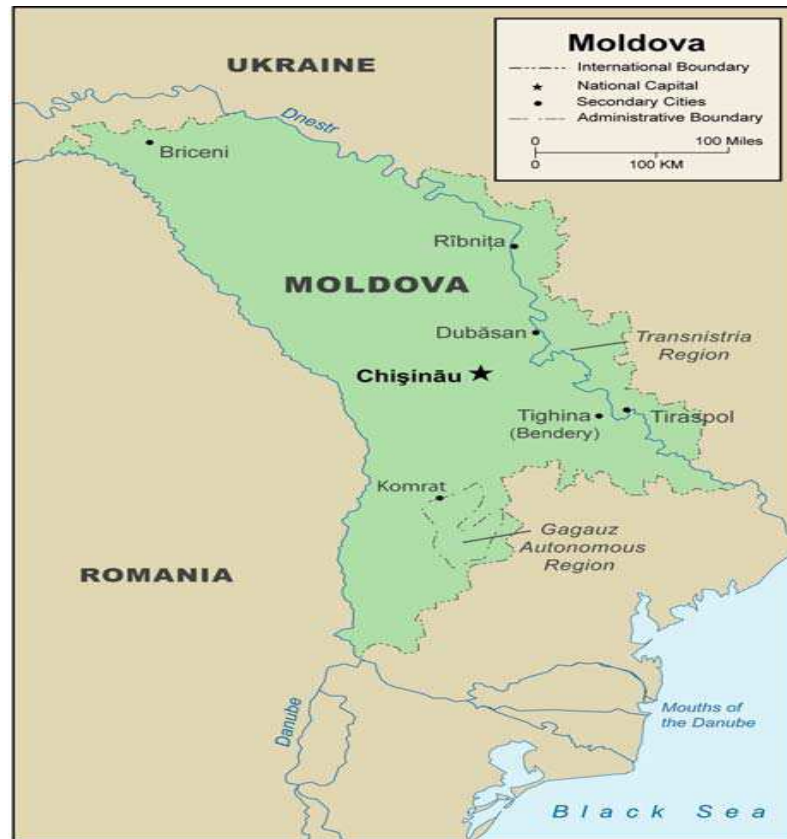 UKRAINE
Moldova
International Boundary
National Capital
Secondary Cities
Administrative Boundary
0 100 Miles
0 100 KM
Dnestr
Briceni
Rîbnița
MOLDOVA
Dubăsan
Transnistria
Region
Chişinău
Tighina
(Bendery)
Tiraspol
Komrat
Gagauz
Autonomous
Region
ROMANIA
Danube
Mouths of
the Danube
Black Sea